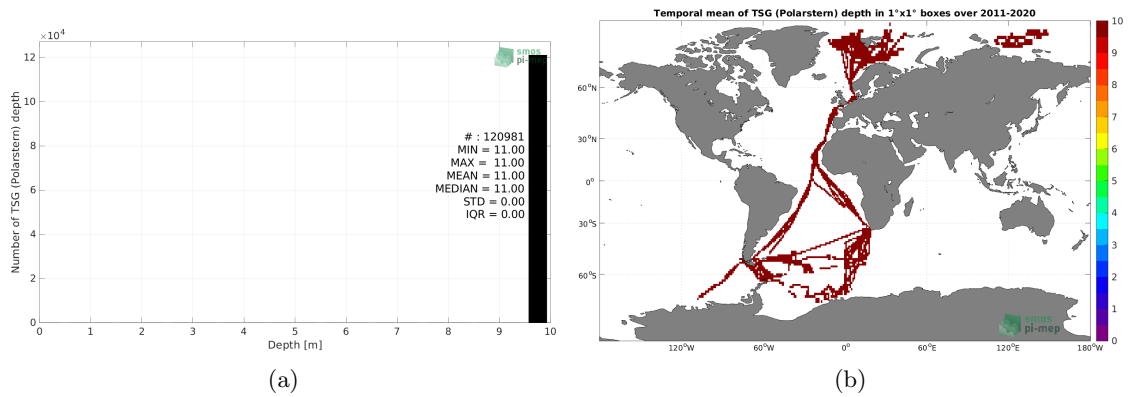 ×10⁴
smos
pi-mep
12
10
8
6
4
2
0
Number of TSG (Polarstern) depth
# : 120981
MIN = 11.00
MAX = 11.00
MEAN = 11.00
MEDIAN = 11.00
STD = 0.00
IQR = 0.00
0 1 2 3 4 5 6 7 8 9 10
Depth [m]
(a)
Temporal mean of TSG (Polarstern) depth in 1°x1° boxes over 2011-2020
60°N
30°N
0°
30°S
60°S
120°W 60°W 0° 60°E 120°E 180°W
smos
pi-mep
10
9
8
7
6
5
4
3
2
1
0
(b)